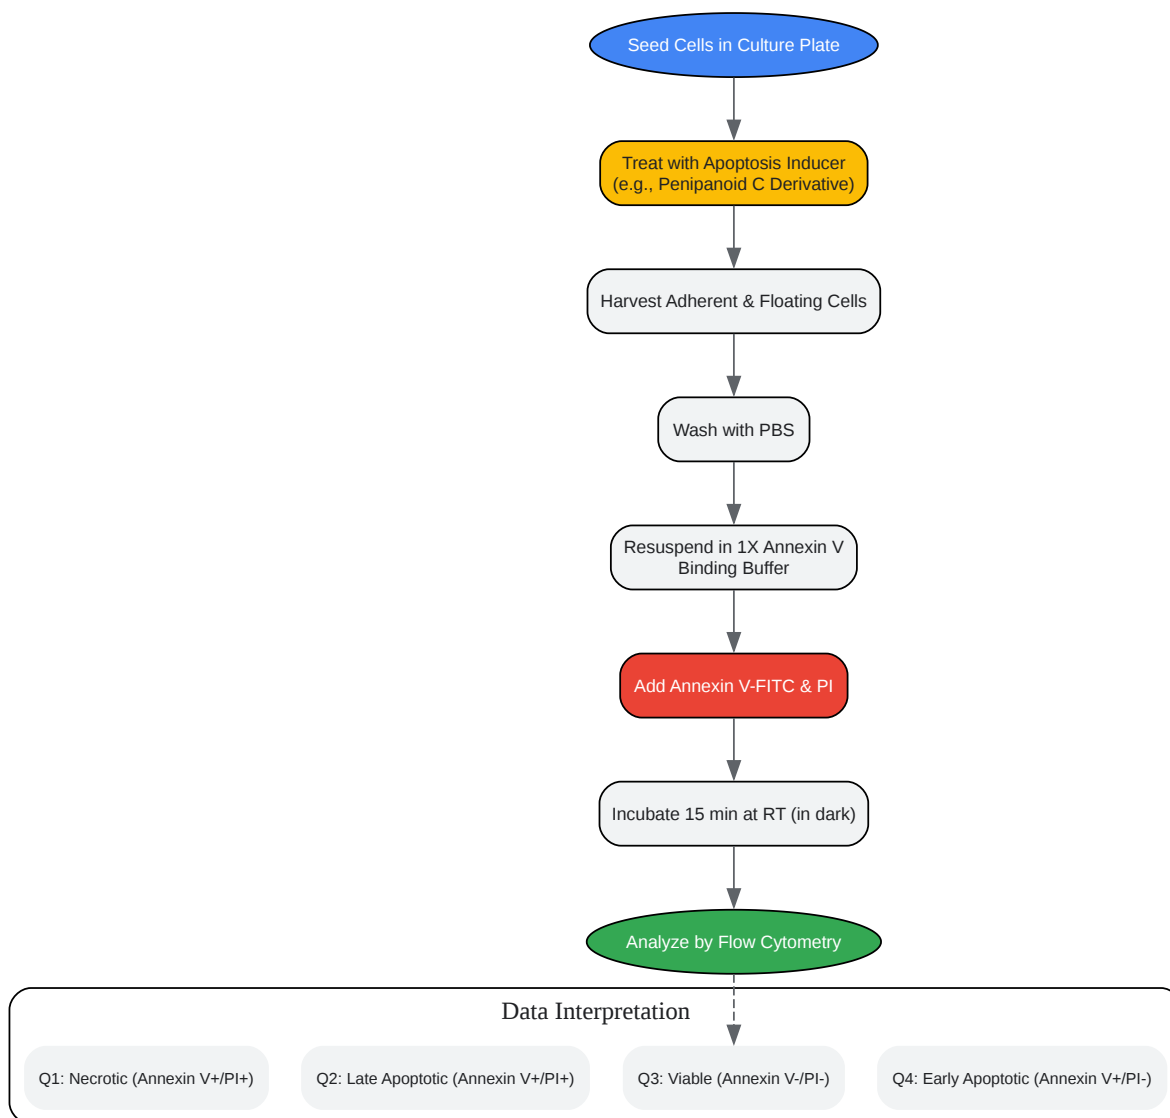 Seed Cells in Culture Plate
Treat with Apoptosis Inducer
(e.g., Penipanoid C Derivative)
Harvest Adherent & Floating Cells
Wash with PBS
Resuspend in 1X Annexin V
Binding Buffer
Add Annexin V-FITC & PI
Incubate 15 min at RT (in dark)
Analyze by Flow Cytometry
Data Interpretation
Q1: Necrotic (Annexin V+/PI+)
Q2: Late Apoptotic (Annexin V+/PI+)
Q3: Viable (Annexin V-/PI-)
Q4: Early Apoptotic (Annexin V+/PI-)